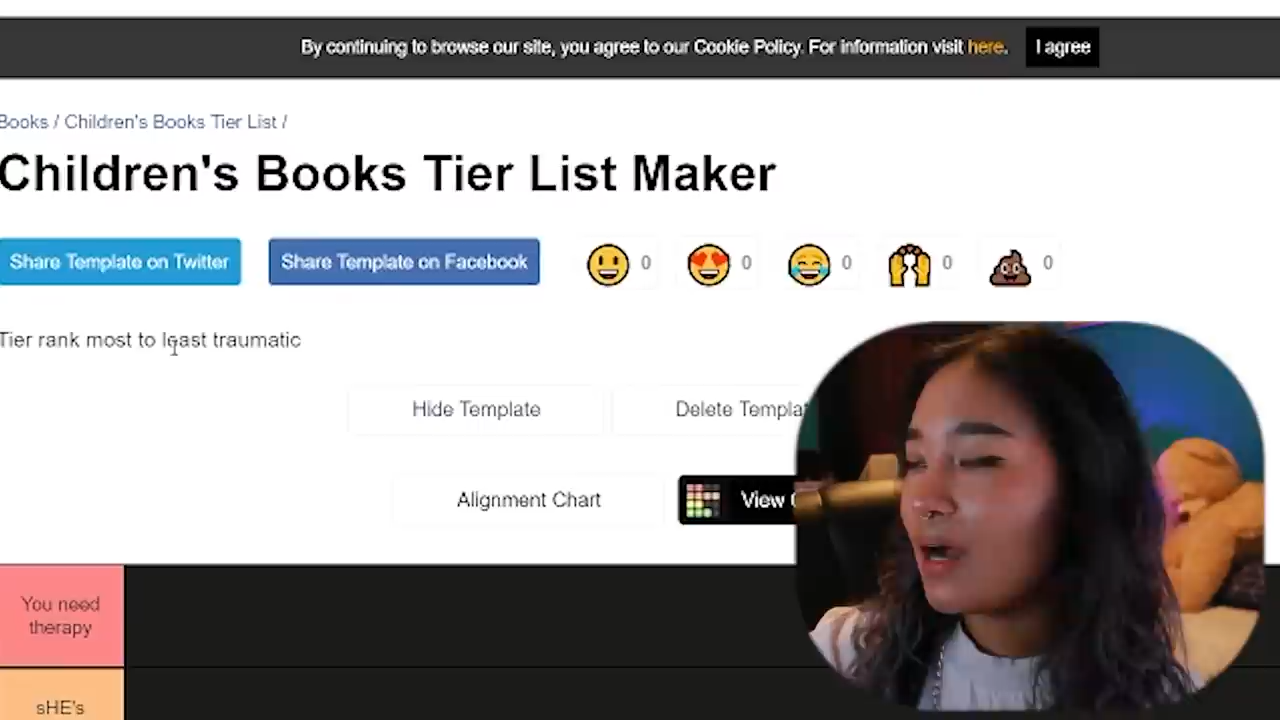 By continuing to browse our site, you agree to our Cookie Policy. For information visit here. I agree
Books / Children's Books Tier List /
Children's Books Tier List Maker
Share Template on Twitter Share Template on Facebook 0 0 0 0 0
Tier rank most to least traumatic
Hide Template Delete
Alignment Chart View
You need
therapy
sHE's